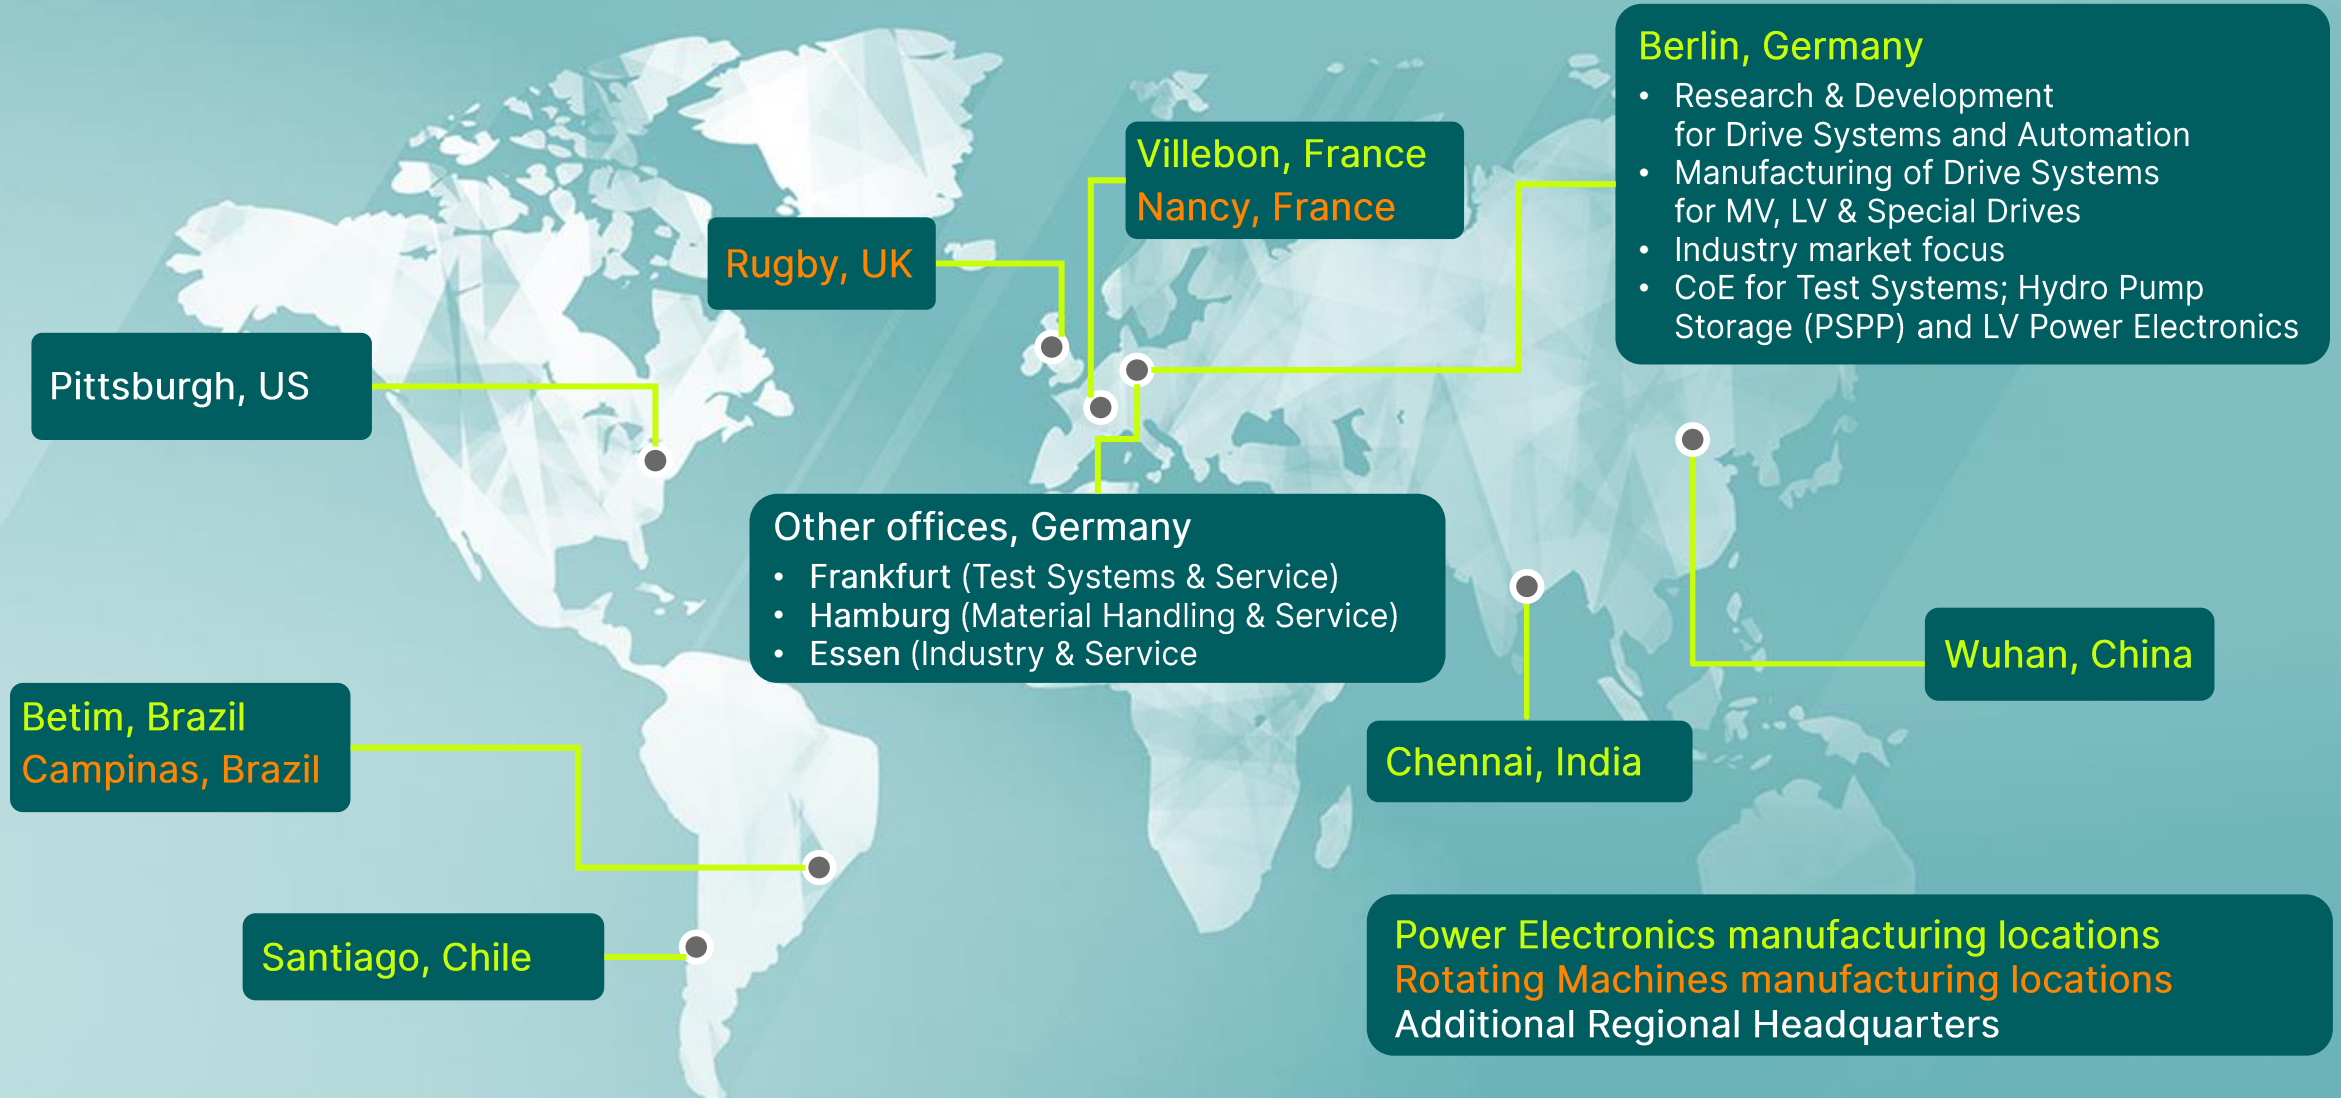 Berlin, Germany
• Research & Development
for Drive Systems and Automation
• Manufacturing of Drive Systems
for MV, LV & Special Drives
• Industry market focus
• CoE for Test Systems; Hydro Pump
Storage (PSPP) and LV Power Electronics
Villebon, France
Nancy, France
Rugby, UK
Pittsburgh, US
Other offices, Germany
• Frankfurt (Test Systems & Service)
• Hamburg (Material Handling & Service)
• Essen (Industry & Service
Wuhan, China
Betim, Brazil
Campinas, Brazil
Chennai, India
Santiago, Chile
Power Electronics manufacturing locations
Rotating Machines manufacturing locations
Additional Regional Headquarters